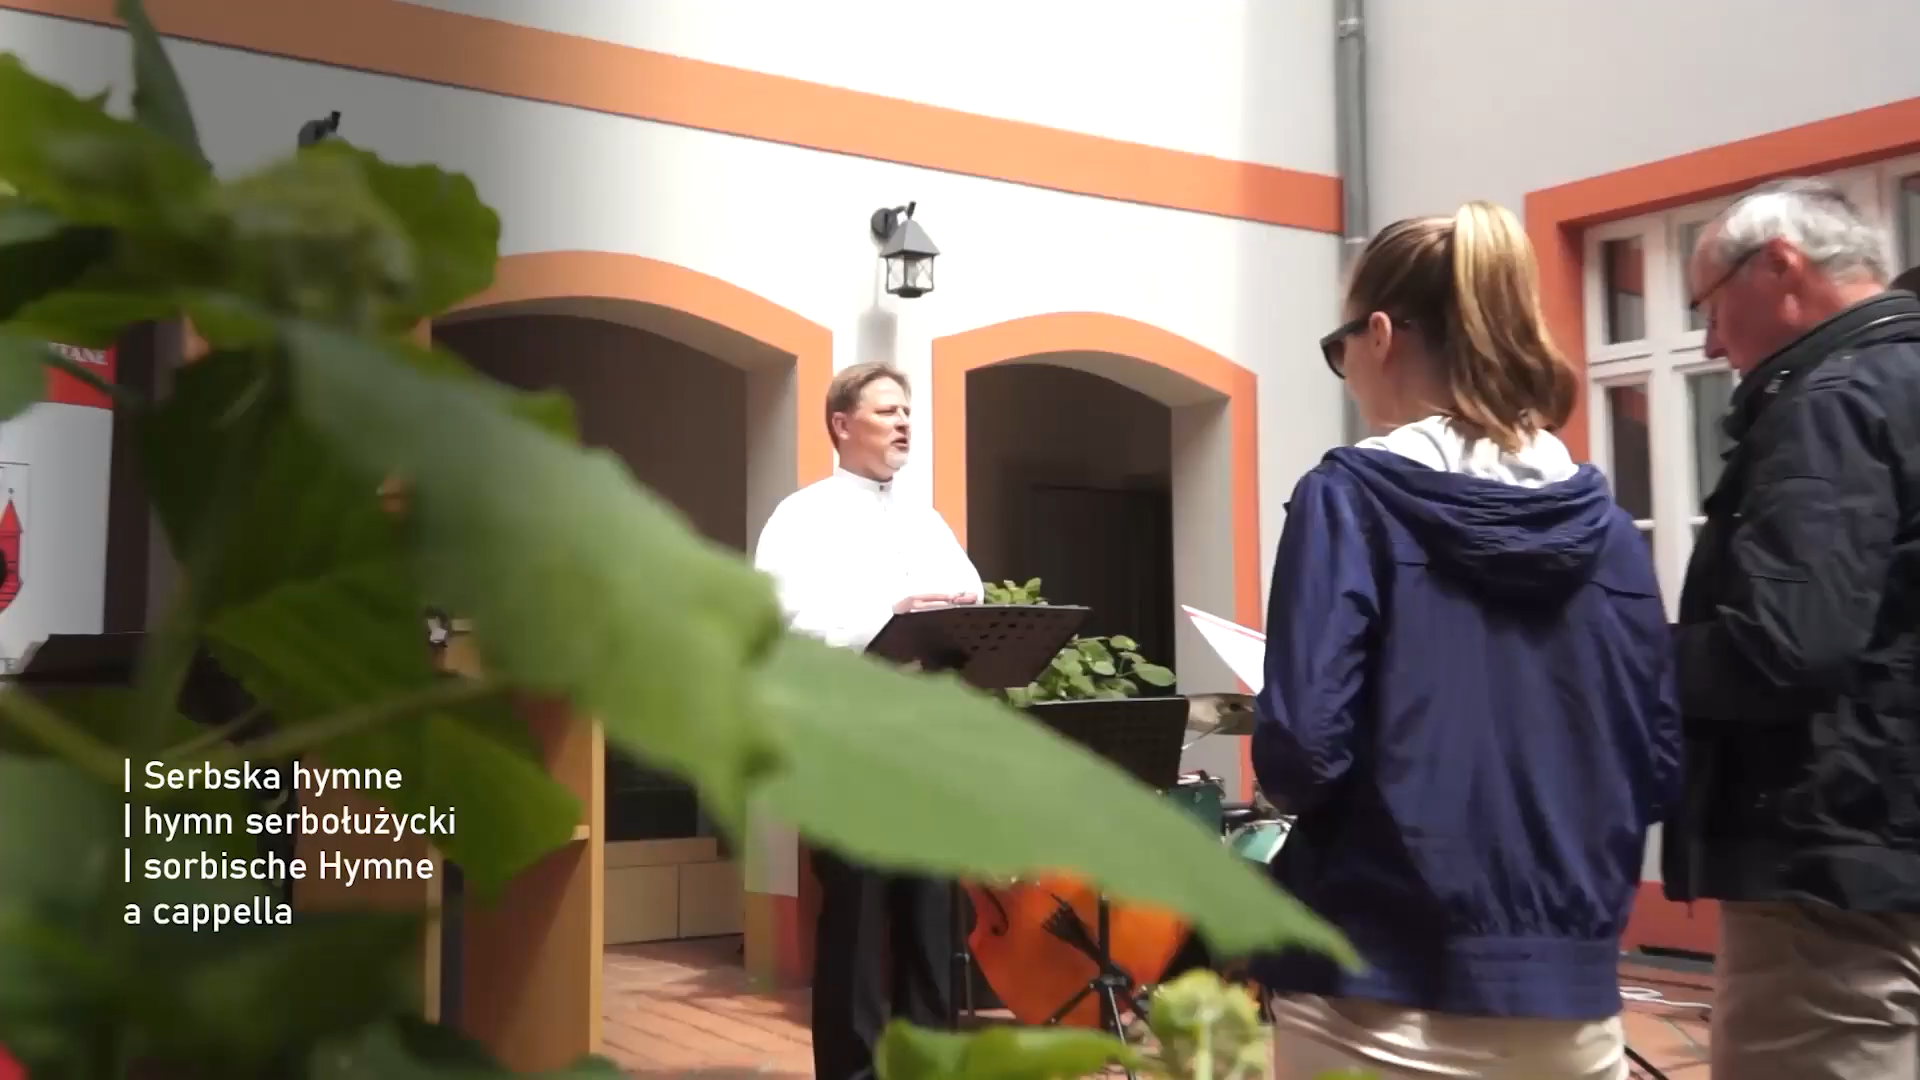 | Serbska hymne
| hymn serbołużycki
| sorbische Hymne
a cappella